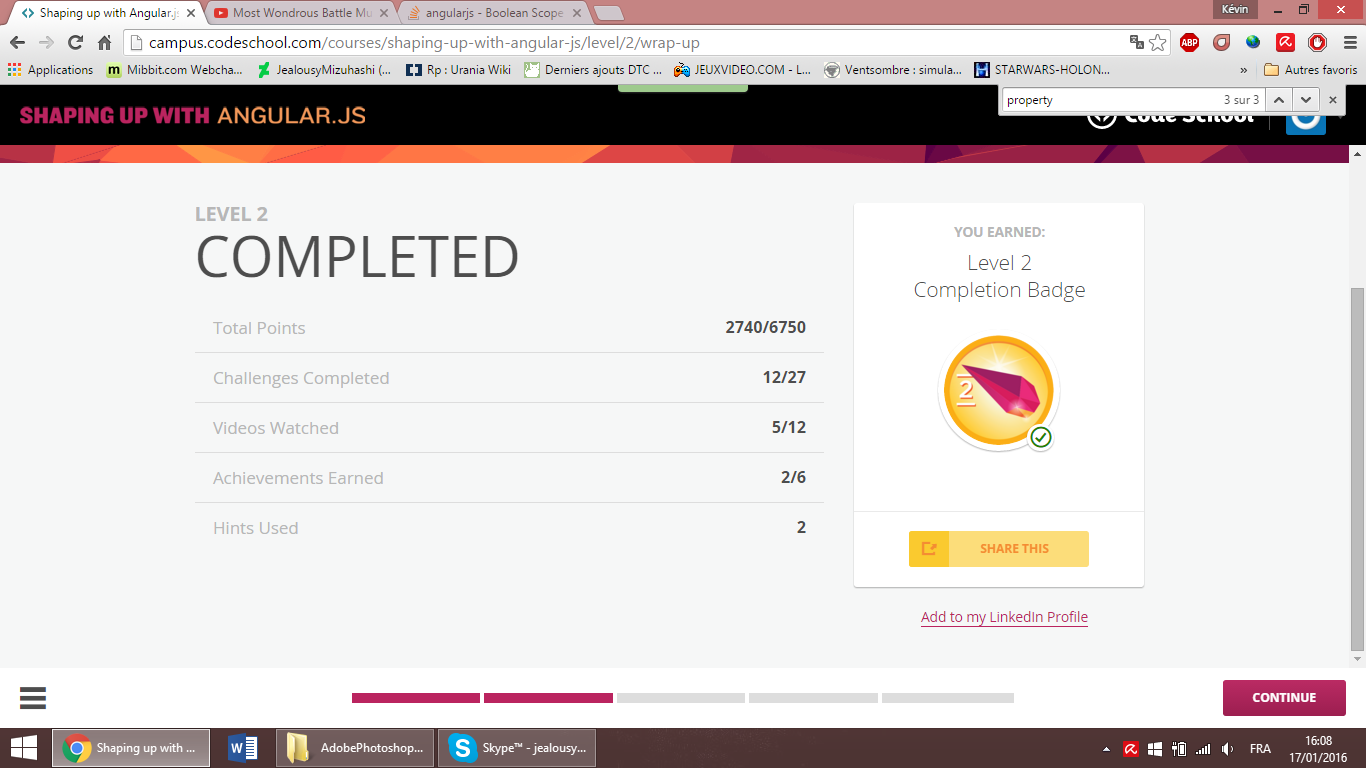 Shaping up with Angular.js
Most Wondrous Battle Mu
angularjs - Boolean Scope
Kévin
campus.codeschool.com/courses/shaping-up-with-angular-js/level/2/wrap-up
ABP
Applications
Mibbit.com Webcha...
JealousyMizuhashi (...
Rp : Urania Wiki
Derniers ajouts DTC ...
JEUXVIDEO.COM - L...
Ventsombre : simula...
STARWARS-HOLON...
»
Autres favoris
property
3 sur 3
SHAPING UP WITH ANGULAR.JS
Code School
LEVEL 2
COMPLETED
Total Points 2740/6750
Challenges Completed 12/27
Videos Watched 5/12
Achievements Earned 2/6
Hints Used 2
YOU EARNED:
Level 2
Completion Badge
2
SHARE THIS
Add to my LinkedIn Profile
CONTINUE
Shaping up with ...
AdobePhotoshop...
Skype™ - jealousy...
FRA
16:08
17/01/2016